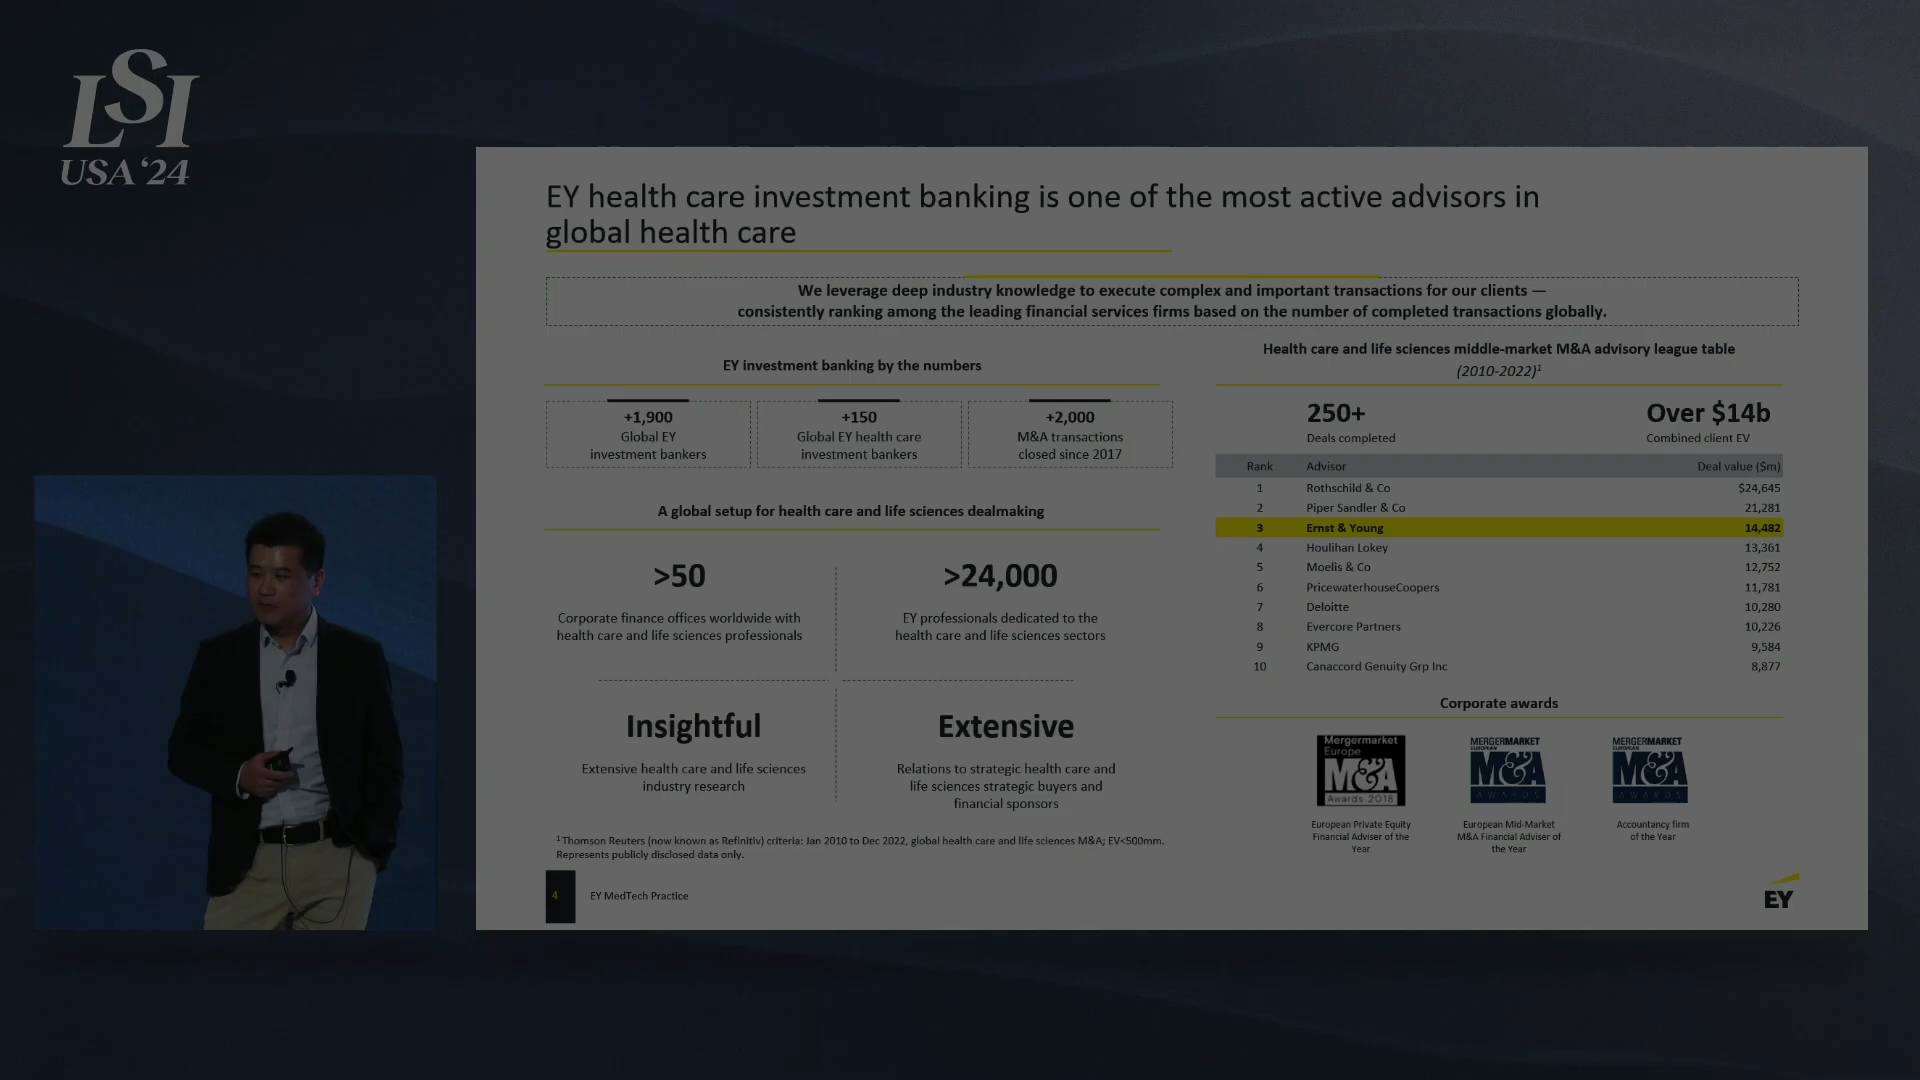 LSI
USA '24
EY health care investment banking is one of the most active advisors in
global health care
We leverage deep industry knowledge to execute complex and important transactions for our clients —
consistently ranking among the leading financial services firms based on the number of completed transactions globally.
EY investment banking by the numbers
+1,900
Global EY
investment bankers
+150
Global EY health care
investment bankers
+2,000
M&A transactions
closed since 2017
A global setup for health care and life sciences dealmaking
>50
Corporate finance offices worldwide with
health care and life sciences professionals
>24,000
EY professionals dedicated to the
health care and life sciences sectors
Insightful
Extensive health care and life sciences
industry research
Extensive
Relations to strategic health care and
life sciences strategic buyers and
financial sponsors
Health care and life sciences middle-market M&A advisory league table
(2010-2022)¹
250+
Deals completed
Over $14b
Combined client EV
Rank Advisor Deal value ($m)
1 Rothschild & Co $24,645
2 Piper Sandler & Co 21,281
3 Ernst & Young 14,482
4 Houlihan Lokey 13,361
5 Moelis & Co 12,752
6 PricewaterhouseCoopers 11,781
7 Deloitte 10,280
8 Evercore Partners 10,226
9 KPMG 9,584
10 Canaccord Genuity Grp Inc 8,877
Corporate awards
Mergermarket
Europe
M&A
Awards 2018
European Private Equity
Financial Adviser of the
Year
MERGERMARKET
EUROPEAN
M&A
AWARDS
European Mid-Market
M&A Financial Adviser of
the Year
MERGERMARKET
EUROPEAN
M&A
AWARDS
Accountancy firm
of the Year
¹ Thomson Reuters (now known as Refinitiv) criteria: Jan 2010 to Dec 2022, global health care and life sciences M&A; EV<500mm.
Represents publicly disclosed data only.
4 EY MedTech Practice
EY